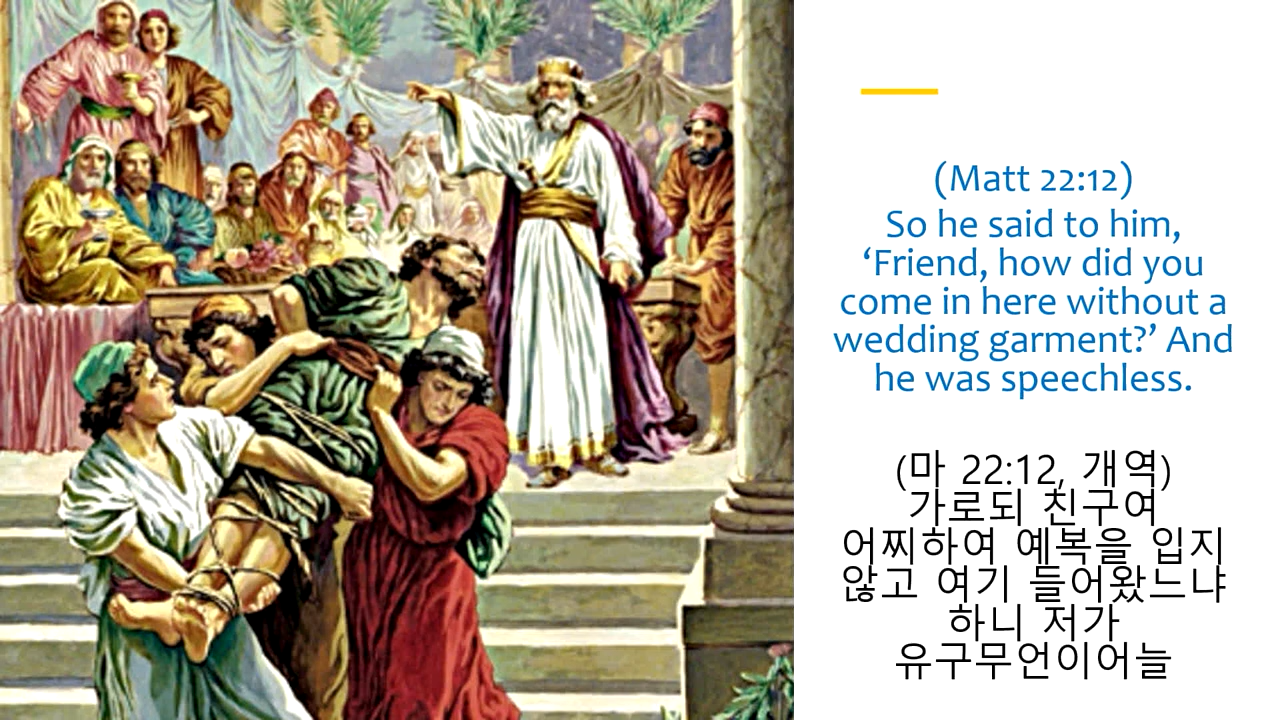 (Matt 22:12)
So he said to him,
‘Friend, how did you
come in here without a
wedding garment?’ And
he was speechless.
(마 22:12, 개역)
가로되 친구여
어찌하여 예복을 입지
않고 여기 들어왔느냐
하니 저가
유구무언이어늘